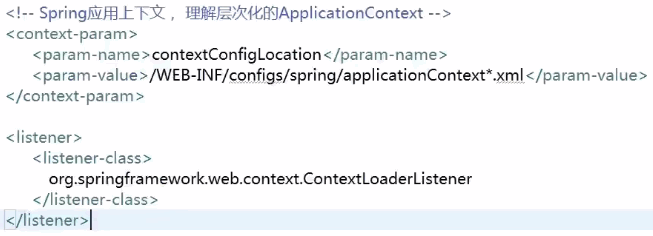 <!-- Spring应用上下文， 理解层次化的ApplicationContext -->
<context-param>
<param-name>contextConfigLocation</param-name>
<param-value>/WEB-INF/configs/spring/applicationContext*.xml</param-value>
</context-param>
<listener>
<listener-class>
org.springframework.web.context.ContextLoaderListener
</listener-class>
</listener>